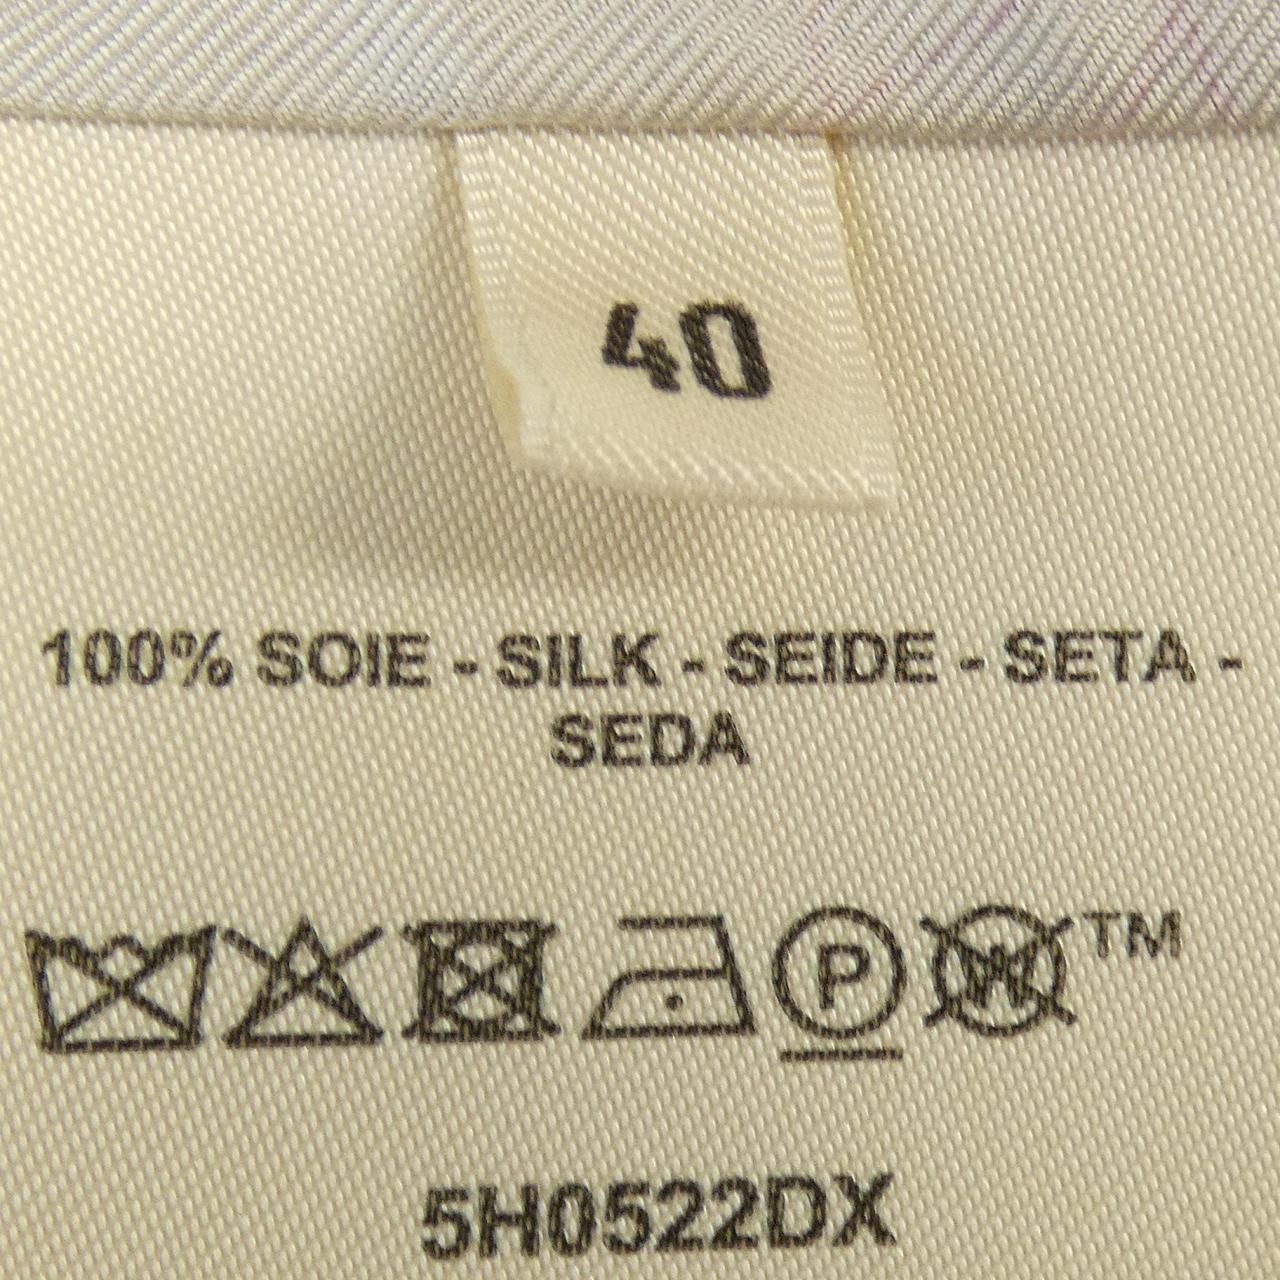 40
100% SOIE - SILK - SEIDE - SETA -
SEDA
P W TM
5H0522DX